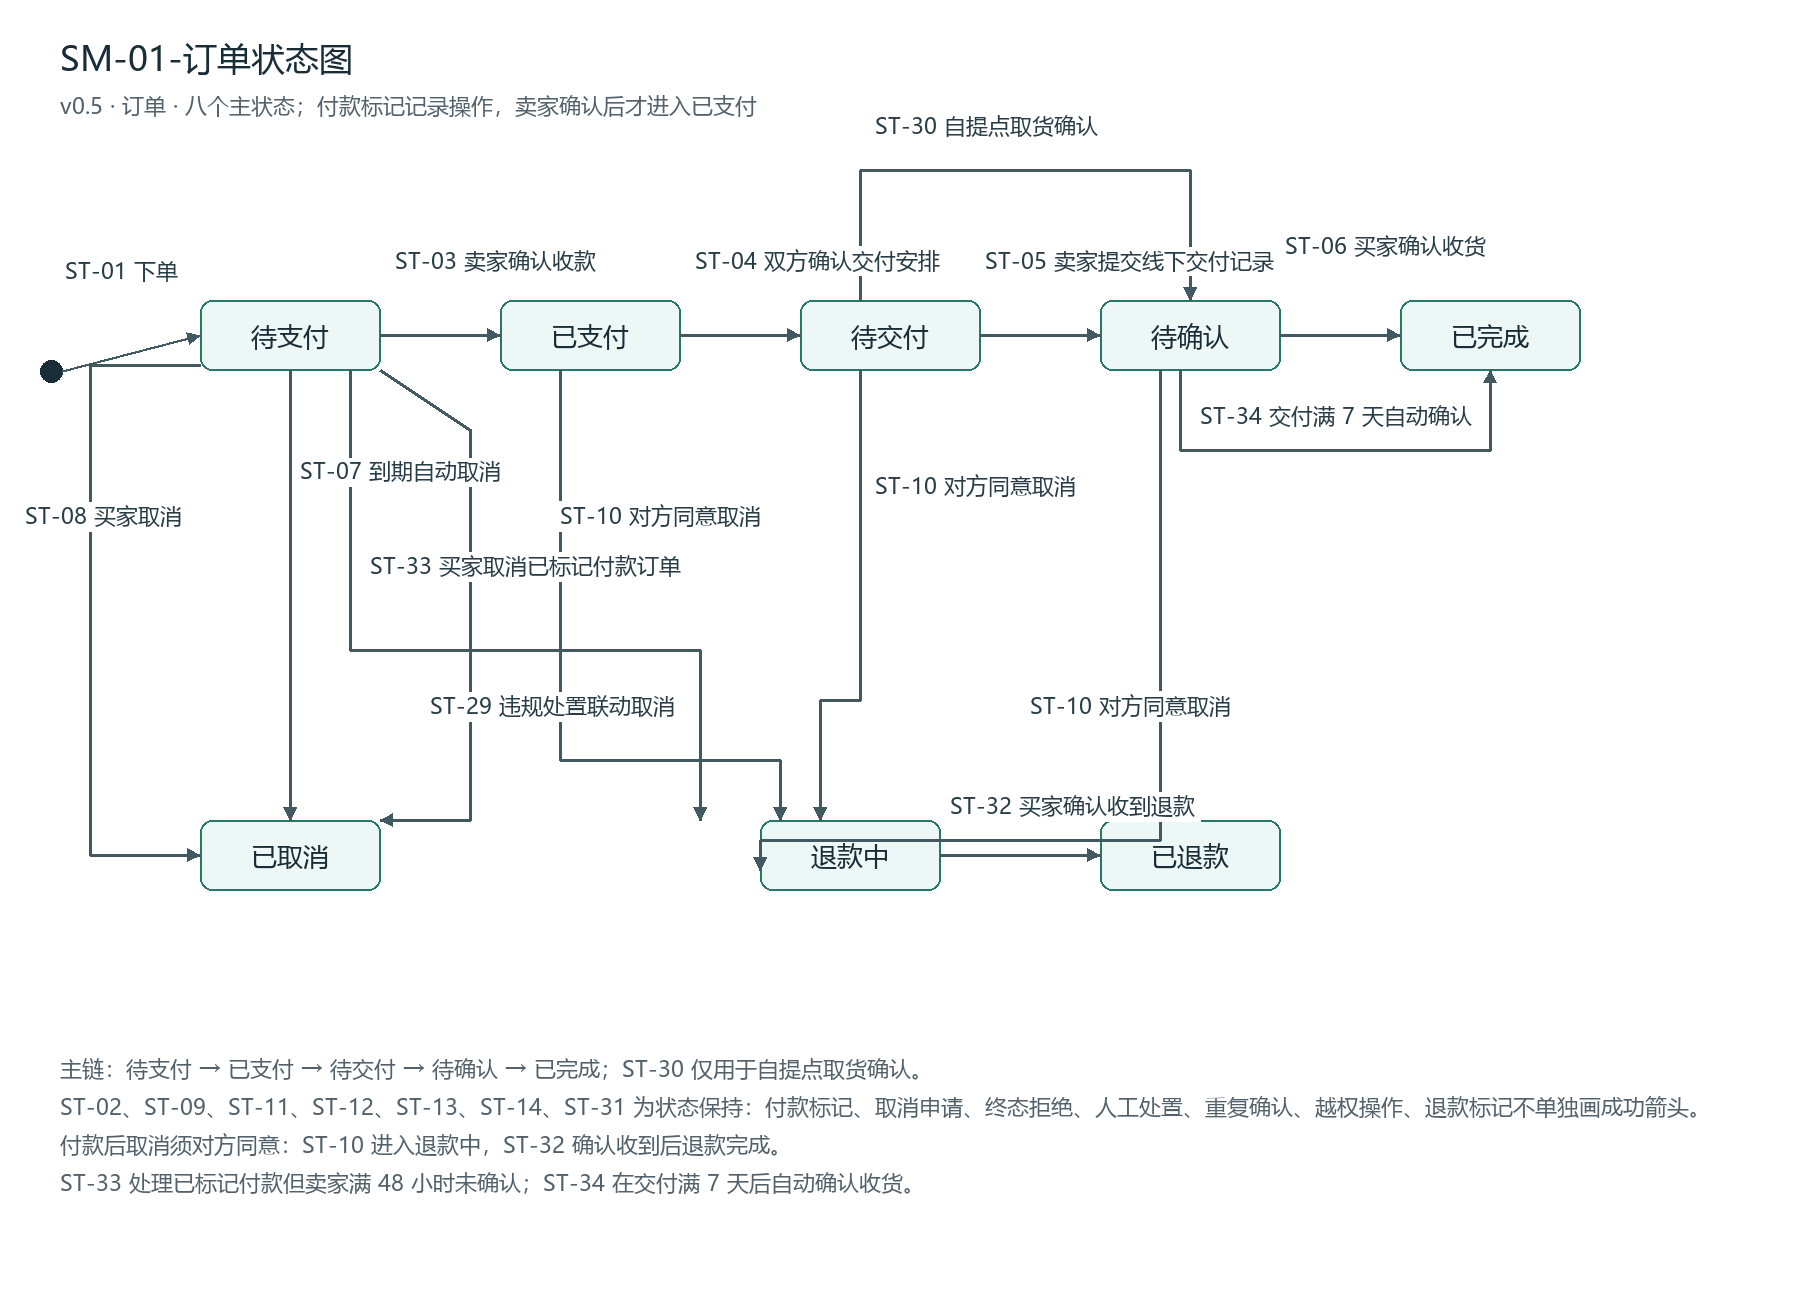 SM-01-订单状态图
v0.5 · 订单 · 八个主状态；付款标记记录操作，卖家确认后才进入已支付
ST-30 自提点取货确认
ST-01 下单
ST-03 卖家确认收款
ST-04 双方确认交付安排
ST-05 卖家提交线下交付记录
ST-06 买家确认收货
待支付
已支付
待交付
待确认
已完成
ST-34 交付满 7 天自动确认
ST-07 到期自动取消
ST-10 对方同意取消
ST-08 买家取消
ST-10 对方同意取消
ST-33 买家取消已标记付款订单
ST-29 违规处置联动取消
ST-10 对方同意取消
ST-32 买家确认收到退款
已取消
退款中
已退款
主链：待支付 → 已支付 → 待交付 → 待确认 → 已完成；ST-30 仅用于自提点取货确认。
ST-02、ST-09、ST-11、ST-12、ST-13、ST-14、ST-31 为状态保持：付款标记、取消申请、终态拒绝、人工处置、重复确认、越权操作、退款标记不单独画成功箭头。
付款后取消须对方同意：ST-10 进入退款中，ST-32 确认收到后退款完成。
ST-33 处理已标记付款但卖家满 48 小时未确认；ST-34 在交付满 7 天后自动确认收货。